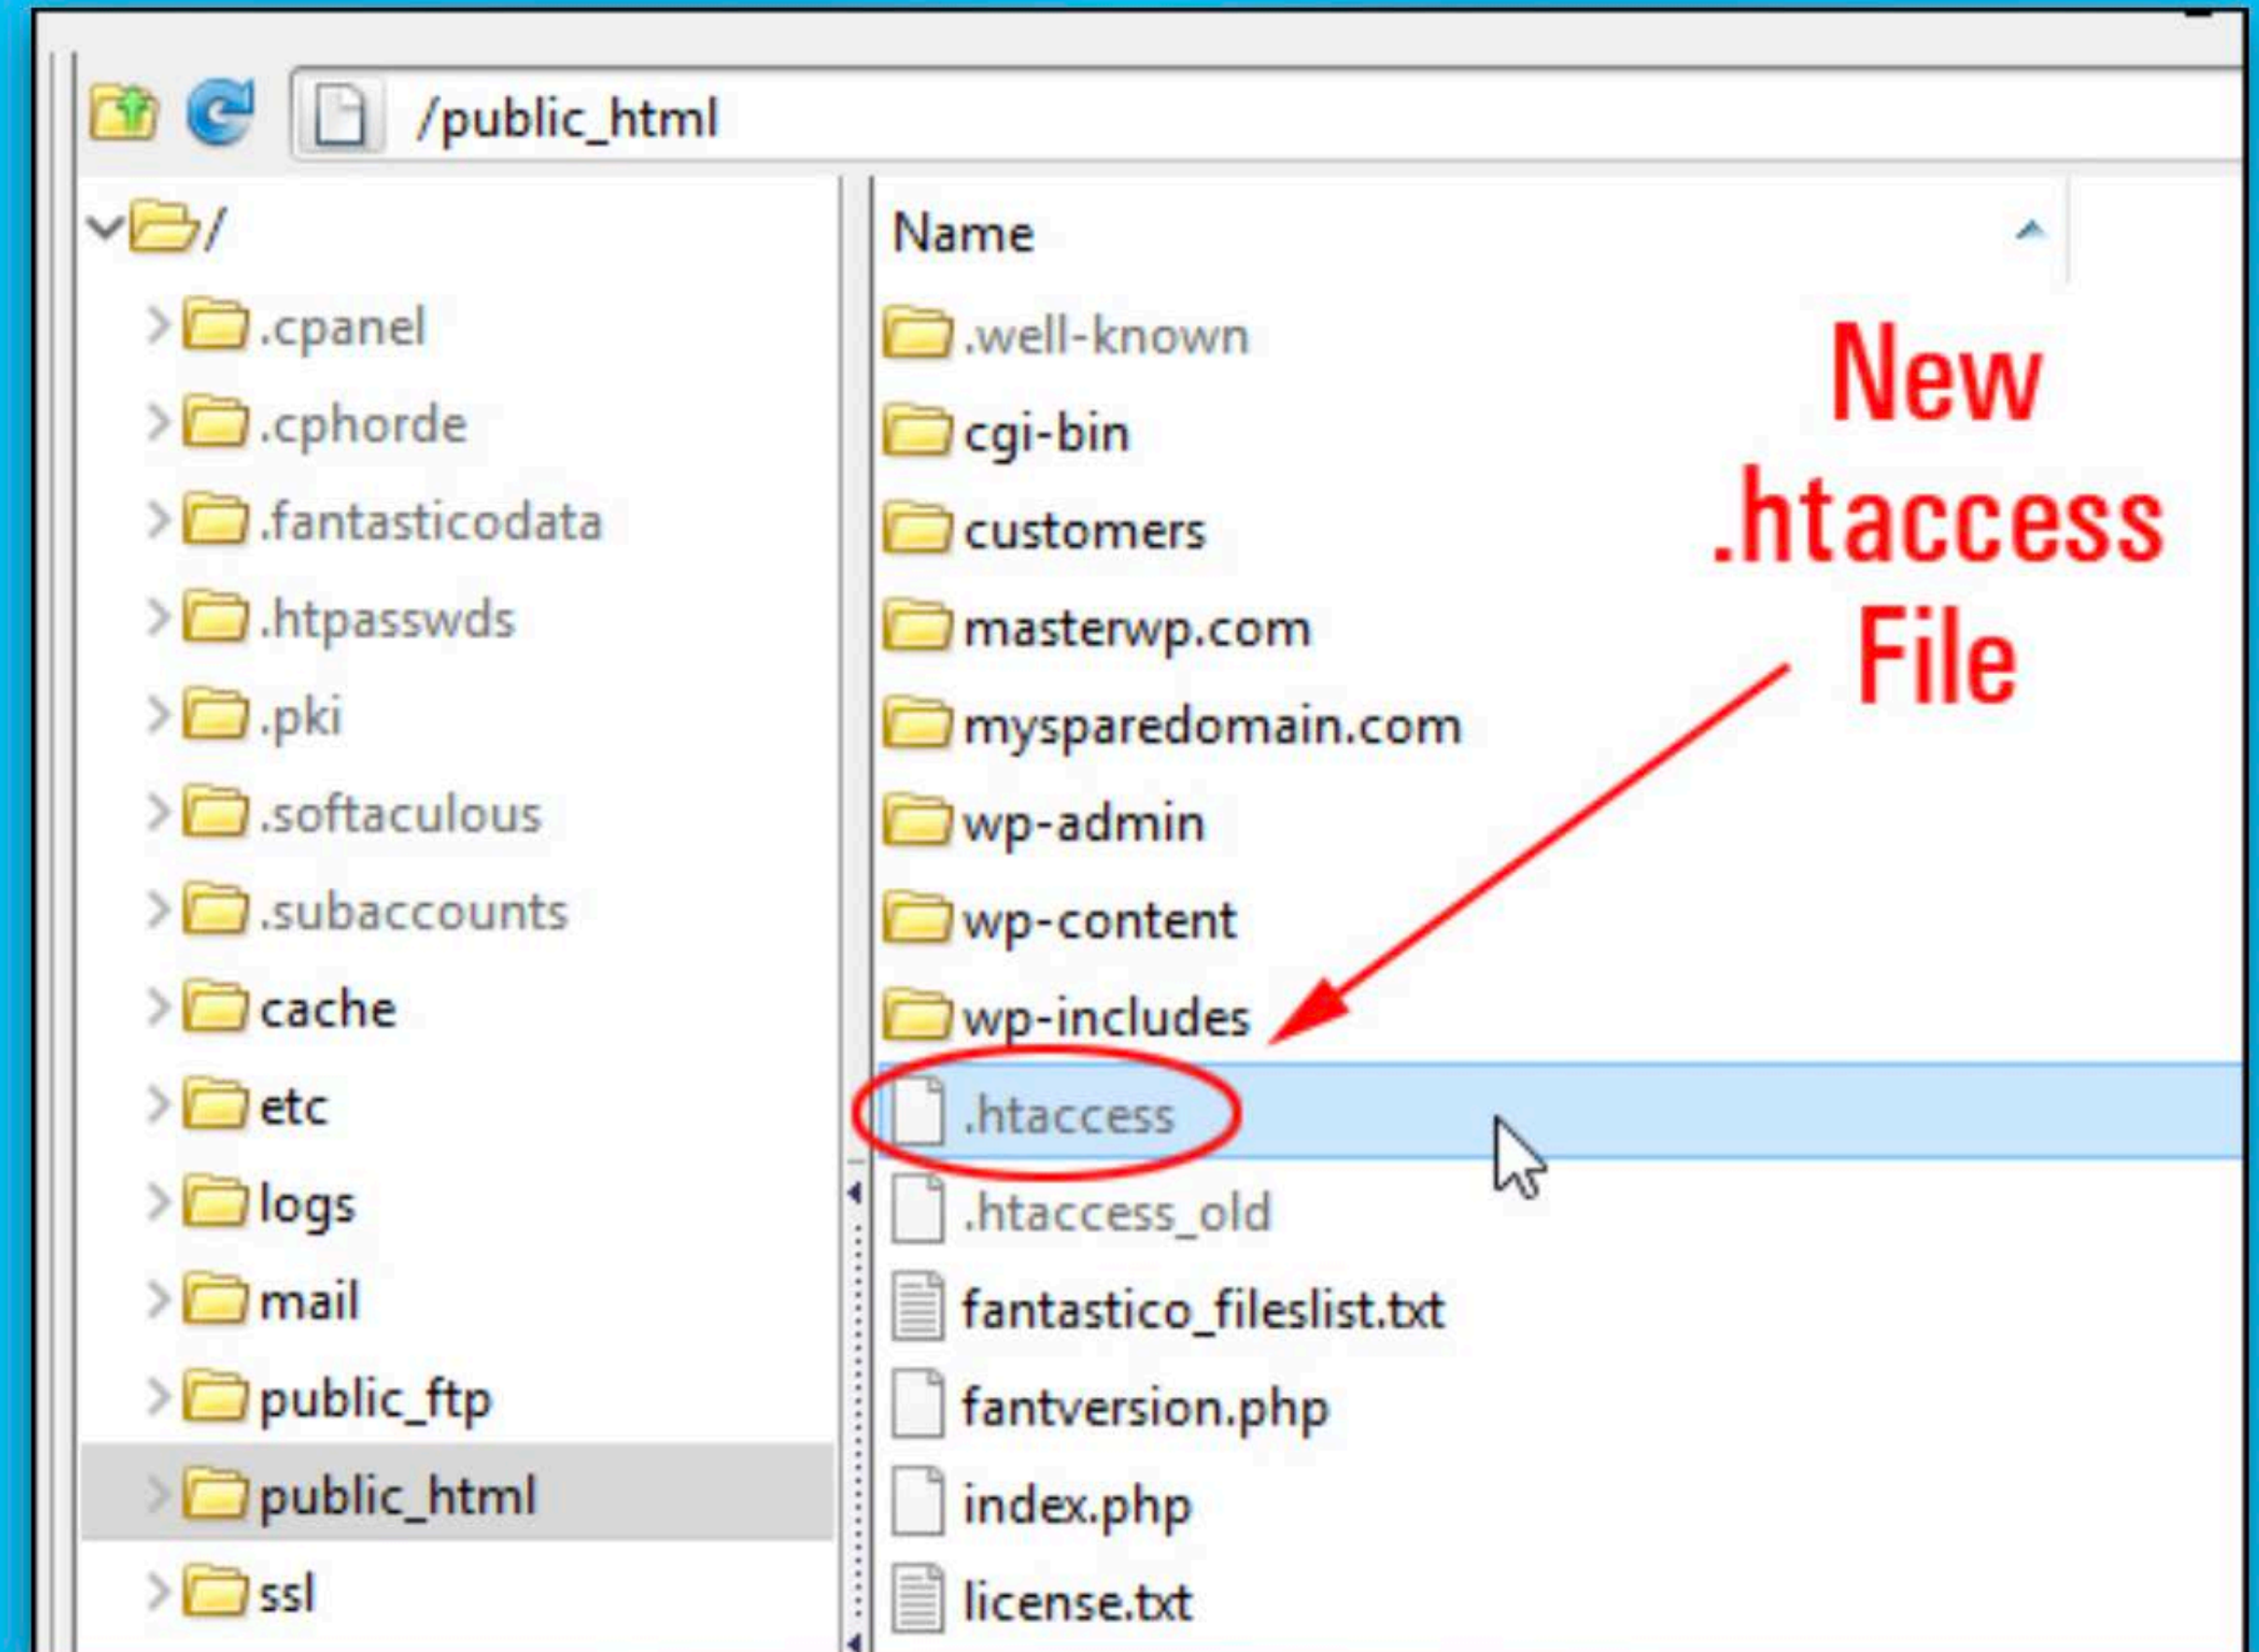 /public_html
/
.cpanel
.cphorde
.fantasticodata
.htpasswds
.pki
.softaculous
.subaccounts
cache
etc
logs
mail
public_ftp
public_html
ssl
Name
.well-known
cgi-bin
customers
masterwp.com
mysparedomain.com
wp-admin
wp-content
wp-includes
.htaccess
.htaccess_old
fantastico_fileslist.txt
fantversion.php
index.php
license.txt
New
.htaccess
File